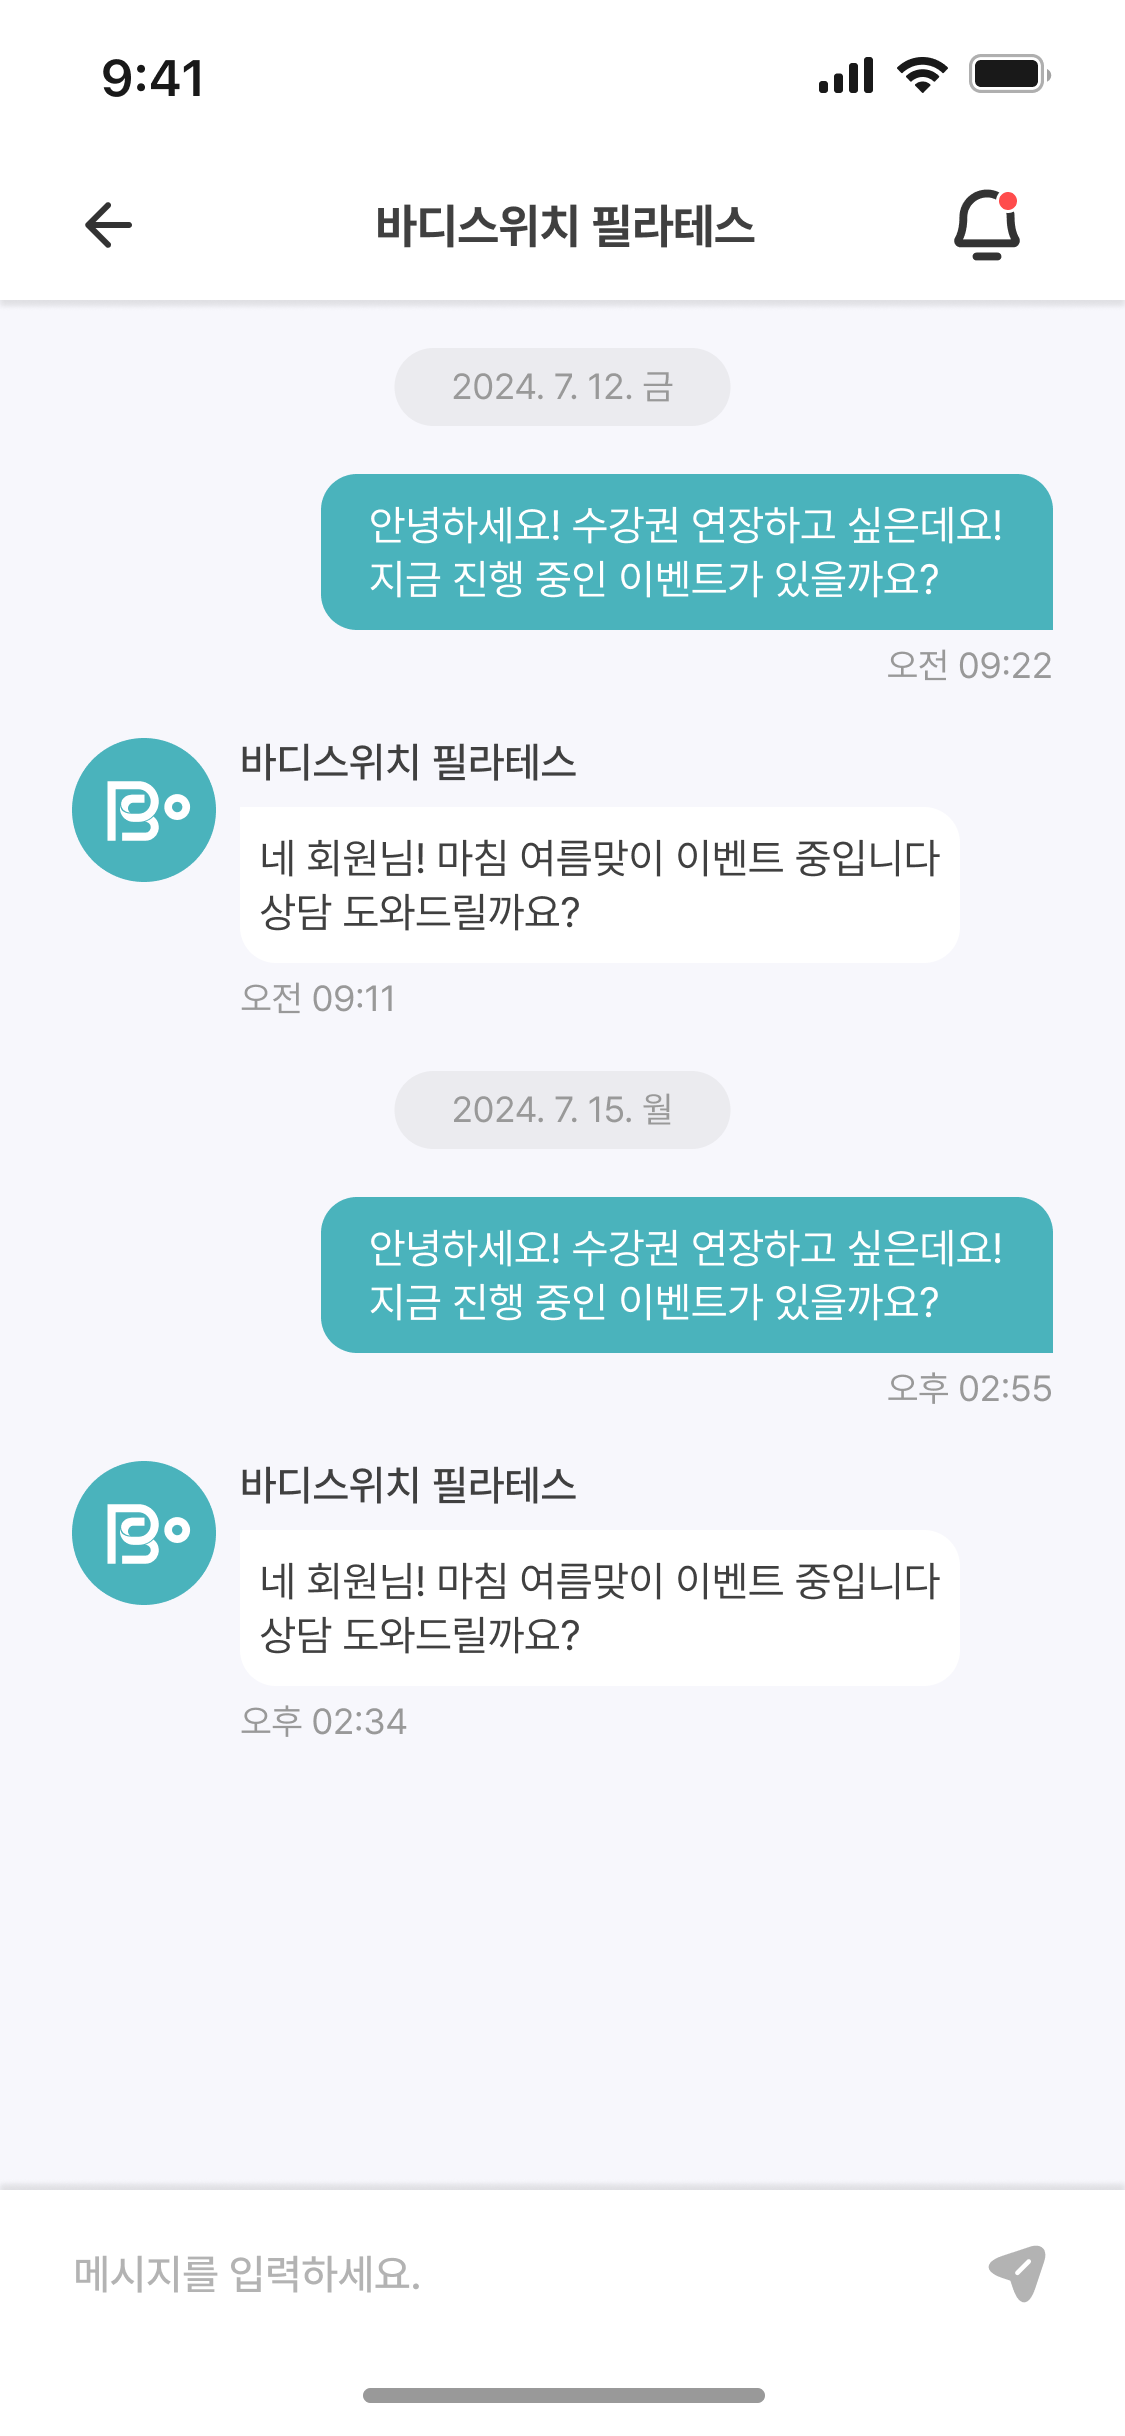 9:41
바디스위치 필라테스
2024. 7. 12. 금
안녕하세요! 수강권 연장하고 싶은데요!
지금 진행 중인 이벤트가 있을까요?
오전 09:22
바디스위치 필라테스
네 회원님! 마침 여름맞이 이벤트 중입니다
상담 도와드릴까요?
오전 09:11
2024. 7. 15. 월
안녕하세요! 수강권 연장하고 싶은데요!
지금 진행 중인 이벤트가 있을까요?
오후 02:55
바디스위치 필라테스
네 회원님! 마침 여름맞이 이벤트 중입니다
상담 도와드릴까요?
오후 02:34
메시지를 입력하세요.